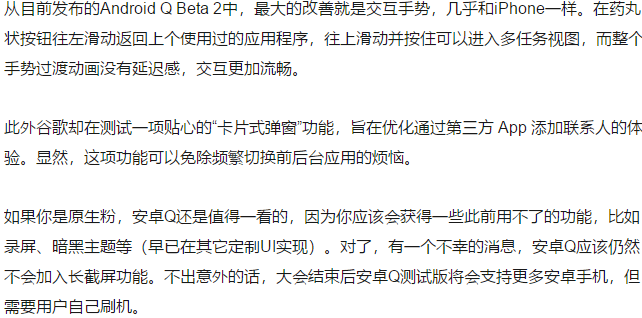 从目前发布的Android Q Beta 2中，最大的改善就是交互手势，几乎和iPhone一样。在药丸
状按钮往左滑动返回上个使用过的应用程序，往上滑动并按住可以进入多任务视图，而整个
手势过渡动画没有延迟感，交互更加流畅。
此外谷歌却在测试一项贴心的“卡片式弹窗”功能，旨在优化通过第三方 App 添加联系人的体
验。显然，这项功能可以免除频繁切换前后台应用的烦恼。
如果你是原生粉，安卓Q还是值得一看的，因为你应该会获得一些此前用不了的功能，比如
录屏、暗黑主题等（早已在其它定制UI实现）。对了，有一个不幸的消息，安卓Q应该仍然
不会加入长截屏功能。不出意外的话，大会结束后安卓Q测试版将会支持更多安卓手机，但
需要用户自己刷机。